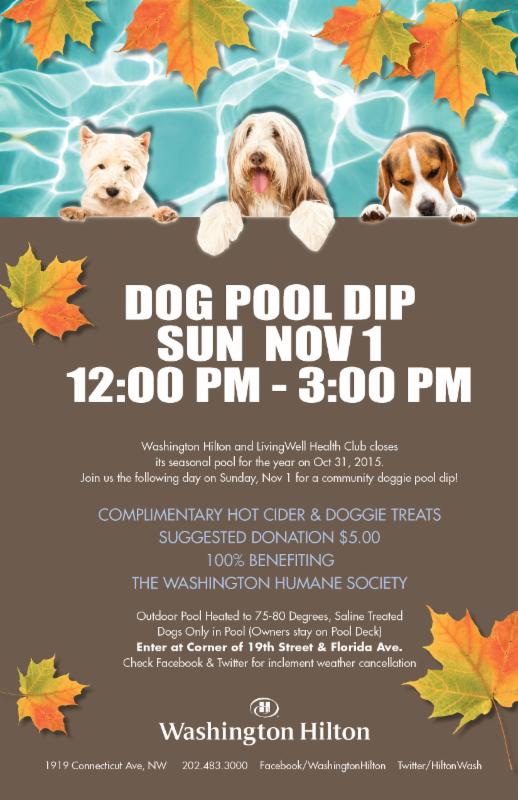 DOG POOL DIP
SUN NOV 1
12:00 PM - 3:00 PM
Washington Hilton and LivingWell Health Club closes
its seasonal pool for the year on Oct 31, 2015.
Join us the following day on Sunday, Nov 1 for a community doggie pool dip!
COMPLIMENTARY HOT CIDER & DOGGIE TREATS
SUGGESTED DONATION $5.00
100% BENEFITING
THE WASHINGTON HUMANE SOCIETY
Outdoor Pool Heated to 75-80 Degrees, Saline Treated
Dogs Only in Pool (Owners stay on Pool Deck)
Enter at Corner of 19th Street & Florida Ave.
Check Facebook & Twitter for inclement weather cancellation
H
Washington Hilton
1919 Connecticut Ave, NW 202.483.3000 Facebook/WashingtonHilton Twitter/HiltonWash